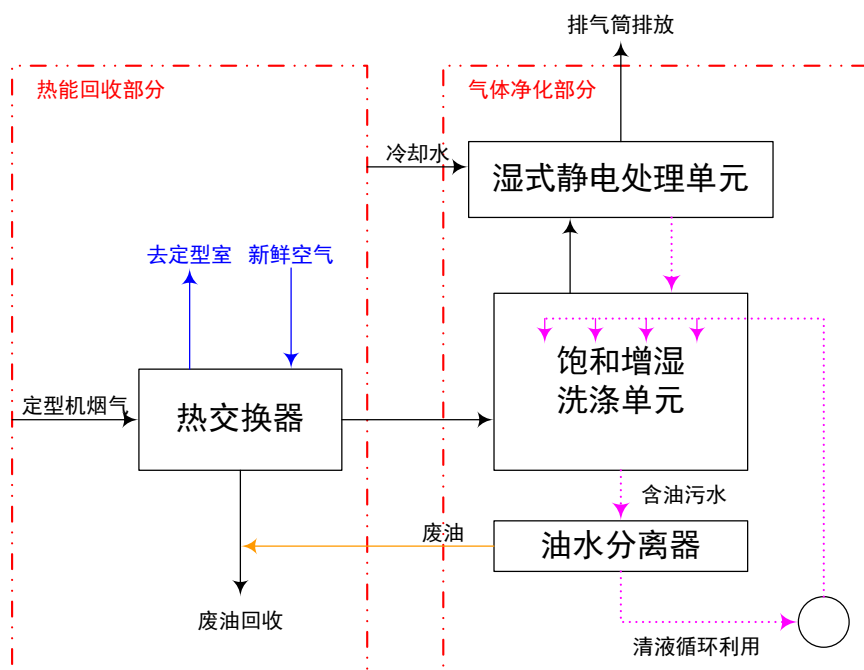 排气筒排放
热能回收部分
气体净化部分
冷却水
湿式静电处理单元
去定型室
新鲜空气
饱和增湿
洗涤单元
定型机烟气
热交换器
含油污水
废油
油水分离器
废油回收
清液循环利用